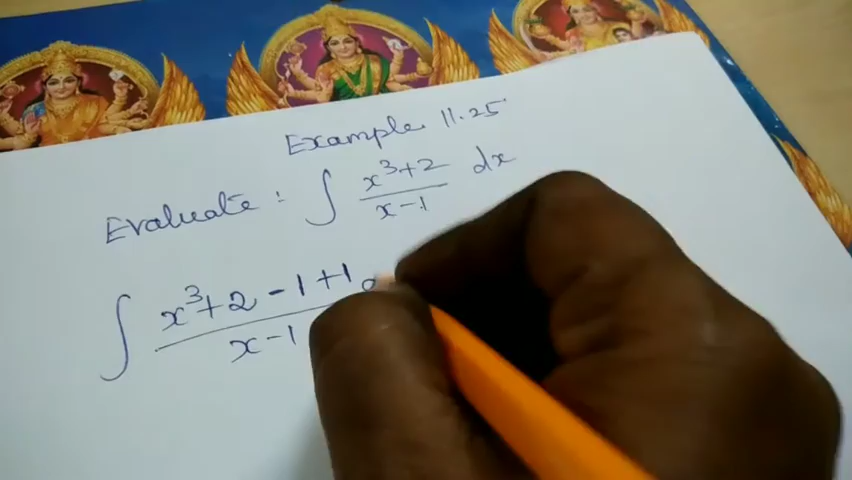 Example 11.25
Evaluate : ∫ x³+2 / x-1 dx
∫ x³+2-1+1 / x-1